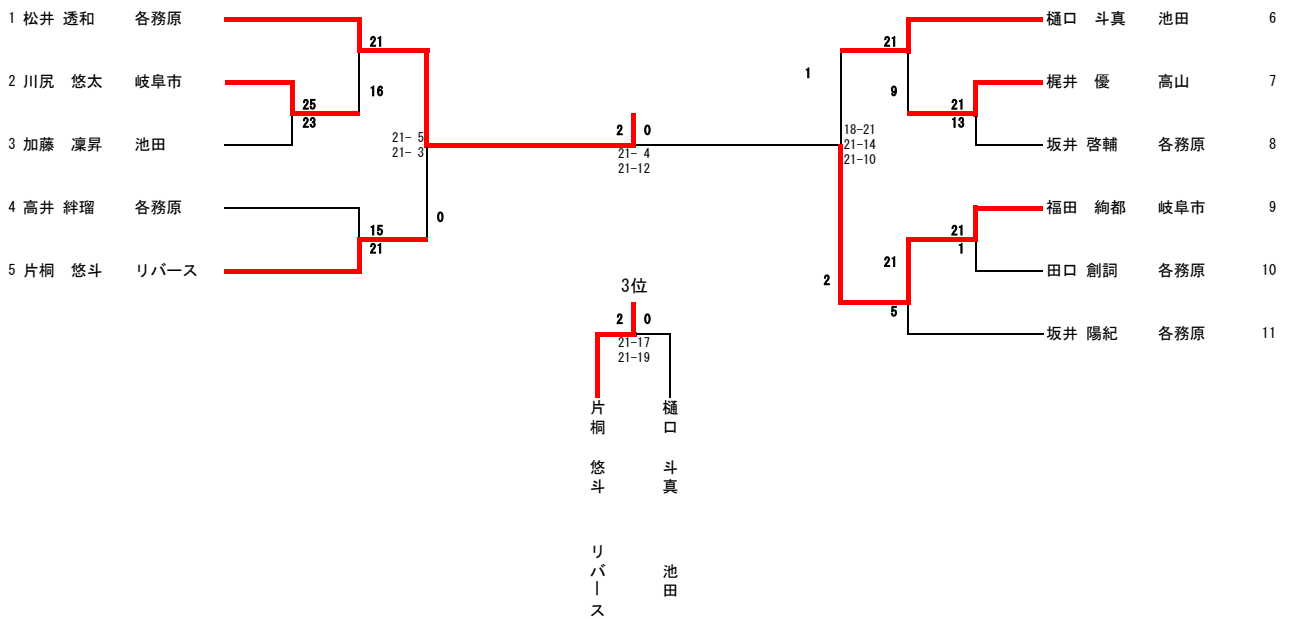 1 松井 透和 各務原
21
2 川尻 悠太 岐阜市
16
25
23
3 加藤 凜昇 池田
21- 5
21- 3
4 高井 絆瑠 各務原
0
15
21
5 片桐 悠斗 リバース
2 0
21- 4
21-12
樋口 斗真 池田 6
21
1
梶井 優 高山 7
9
21
13
18-21
21-14
21-10
坂井 啓輔 各務原 8
福田 絢都 岐阜市 9
21
1
21
田口 創詞 各務原 10
2
5
坂井 陽紀 各務原 11
3位
2 0
21-17
21-19
片桐 悠斗 リバース
樋口 斗真 池田